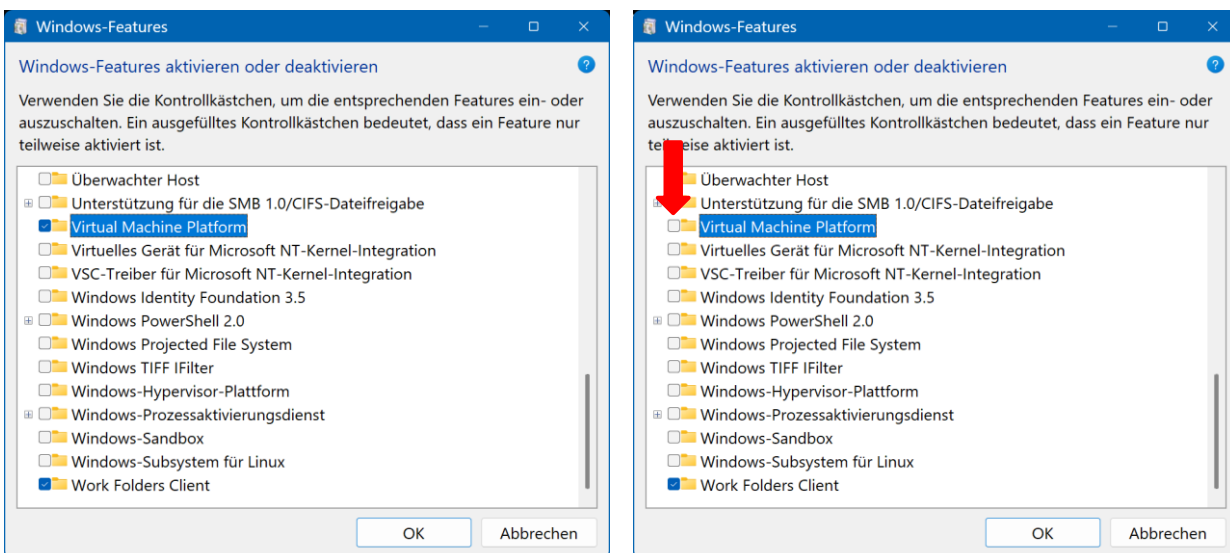 Windows-Features
Windows-Features aktivieren oder deaktivieren
Verwenden Sie die Kontrollkästchen, um die entsprechenden Features ein- oder
auszuschalten. Ein ausgefülltes Kontrollkästchen bedeutet, dass ein Feature nur
teilweise aktiviert ist.
Überwachter Host
Unterstützung für die SMB 1.0/CIFS-Dateifreigabe
Virtual Machine Platform
Virtuelles Gerät für Microsoft NT-Kernel-Integration
VSC-Treiber für Microsoft NT-Kernel-Integration
Windows Identity Foundation 3.5
Windows PowerShell 2.0
Windows Projected File System
Windows TIFF IFilter
Windows-Hypervisor-Plattform
Windows-Prozessaktivierungsdienst
Windows-Sandbox
Windows-Subsystem für Linux
Work Folders Client
OK
Abbrechen
Windows-Features
Windows-Features aktivieren oder deaktivieren
Verwenden Sie die Kontrollkästchen, um die entsprechenden Features ein- oder
auszuschalten. Ein ausgefülltes Kontrollkästchen bedeutet, dass ein Feature nur
teilweise aktiviert ist.
Überwachter Host
Unterstützung für die SMB 1.0/CIFS-Dateifreigabe
Virtual Machine Platform
Virtuelles Gerät für Microsoft NT-Kernel-Integration
VSC-Treiber für Microsoft NT-Kernel-Integration
Windows Identity Foundation 3.5
Windows PowerShell 2.0
Windows Projected File System
Windows TIFF IFilter
Windows-Hypervisor-Plattform
Windows-Prozessaktivierungsdienst
Windows-Sandbox
Windows-Subsystem für Linux
Work Folders Client
OK
Abbrechen